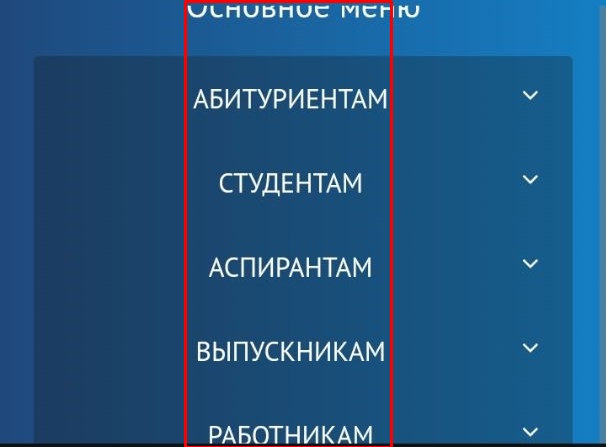 Основное меню
АБИТУРИЕНТАМ
СТУДЕНТАМ
АСПИРАНТАМ
ВЫПУСКНИКАМ
РАБОТНИКАМ